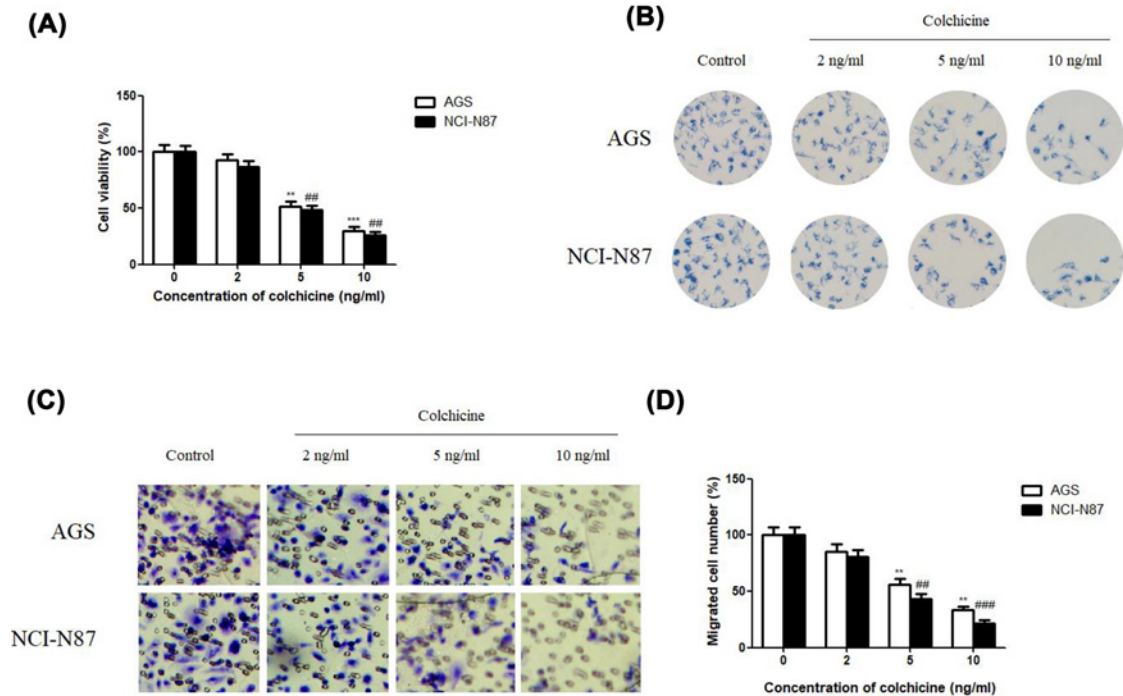 (A)
150
100
50
0
Cell viability (%)
AGS
NCI-N87
** ## *** ##
0 2 5 10
Concentration of colchicine (ng/ml)
(B)
Colchicine
Control 2 ng/ml 5 ng/ml 10 ng/ml
AGS
NCI-N87
(C)
Colchicine
Control 2 ng/ml 5 ng/ml 10 ng/ml
AGS
NCI-N87
(D)
150
100
50
0
Migrated cell number (%)
AGS
NCI-N87
** ## ** ###
0 2 5 10
Concentration of colchicine (ng/ml)